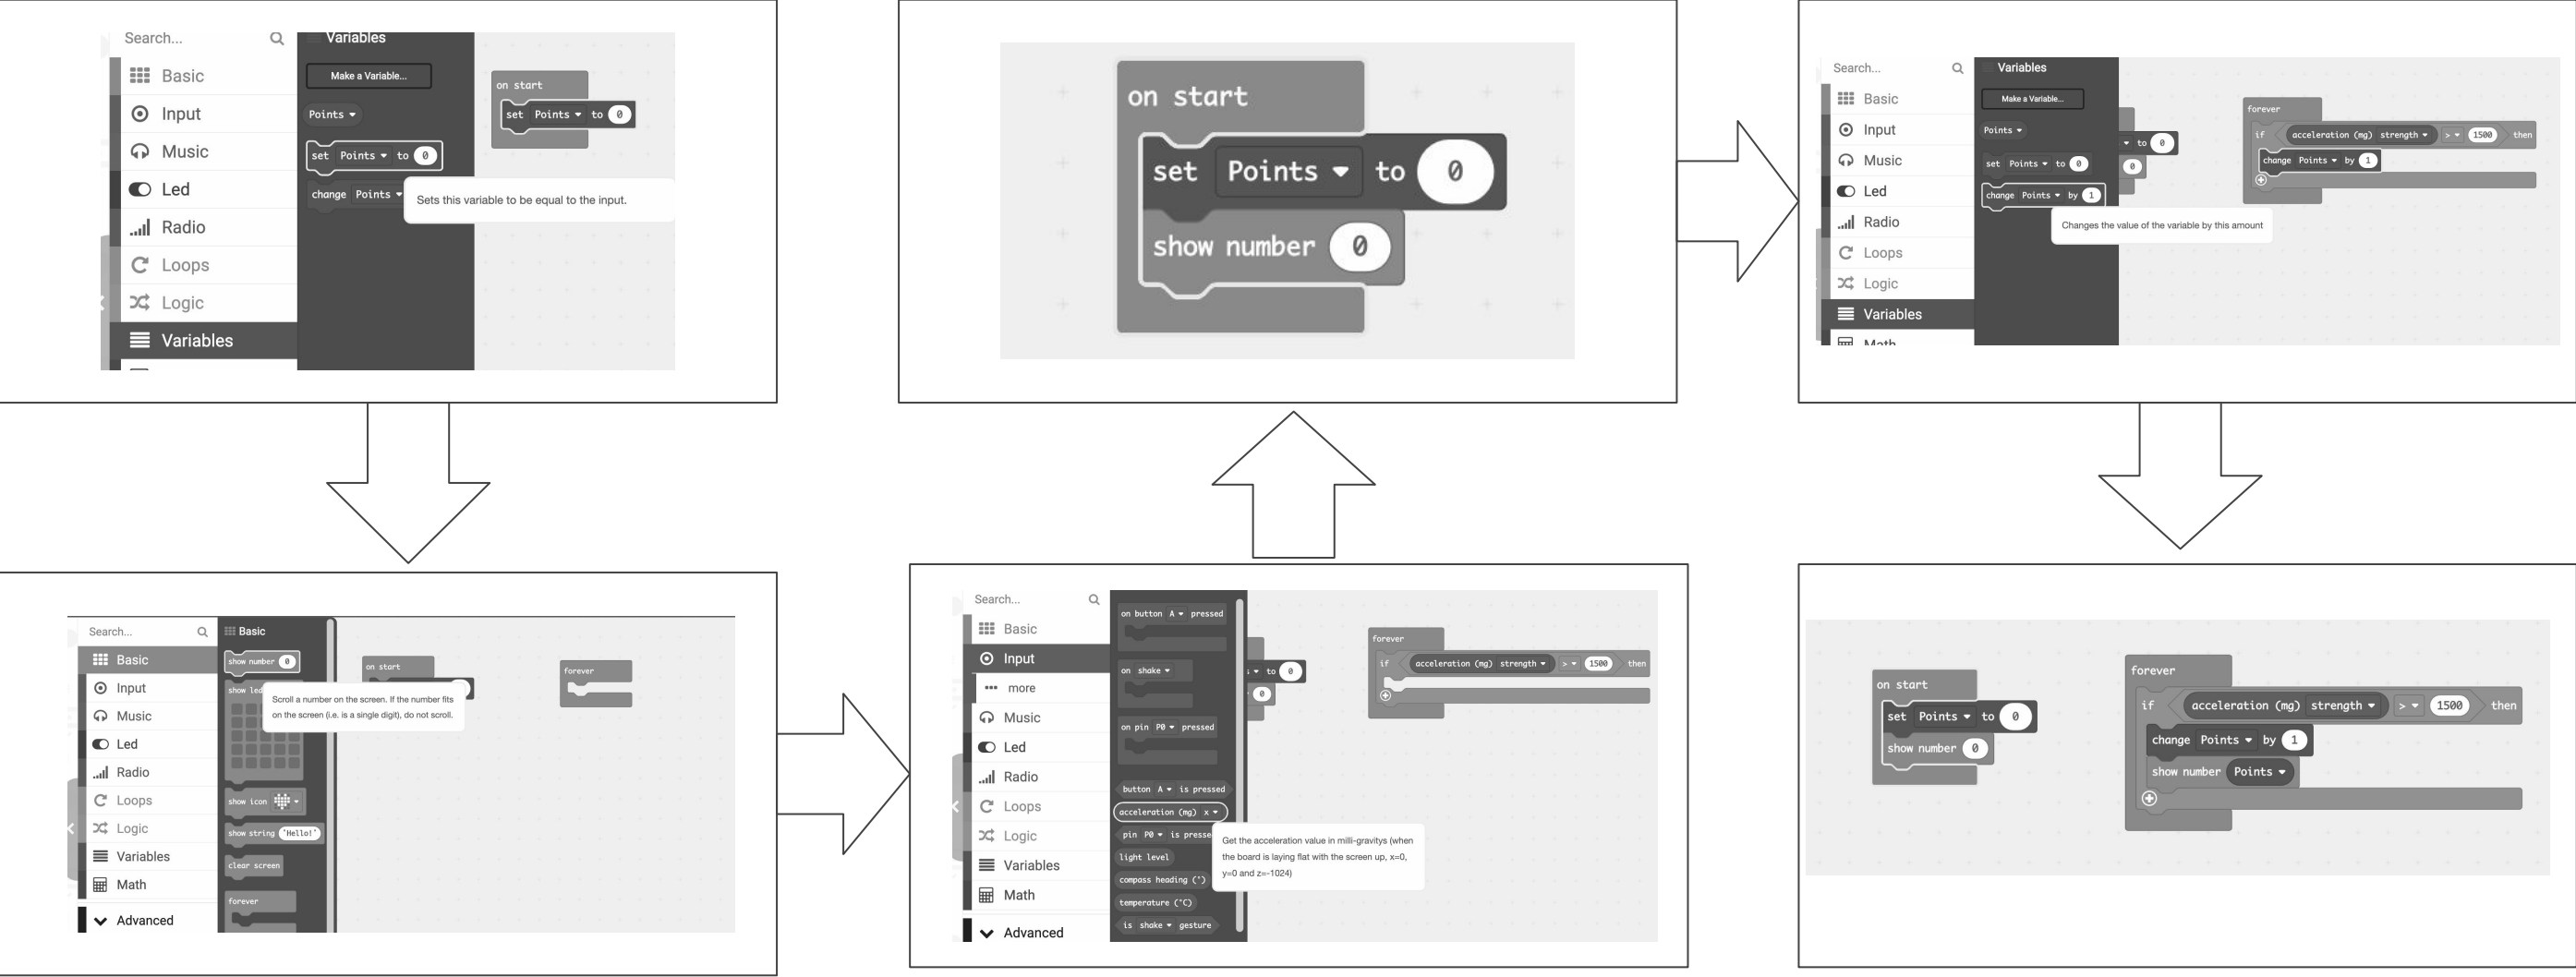 Search...
Basic
Input
Music
Led
Radio
Loops
Logic
Variables
Variables
Make a Variable...
Points
set Points to 0
change Points
Sets this variable to be equal to the input.
on start
set Points to 0
Search...
Basic
Input
Music
Led
Radio
Loops
Logic
Variables
Math
Advanced
Basic
show number 0
show led
Scroll a number on the screen. If the number fits
on the screen (i.e. is a single digit), do not scroll.
show icon
show string "Hello!"
clear screen
forever
on start
forever
Search...
Basic
Input
more
Music
Led
Radio
Loops
Logic
Variables
Math
Advanced
on button A pressed
on shake
on pin P0 pressed
button A is pressed
acceleration (mg) x
pin P0 is presse
Get the acceleration value in milli-gravitys (when
the board is laying flat with the screen up, x=0,
y=0 and z=-1024)
light level
compass heading (°)
temperature (°C)
is shake gesture
to 0
0
forever
if acceleration (mg) strength > 1500 then
on start
set Points to 0
show number 0
Search...
Basic
Input
Music
Led
Radio
Loops
Logic
Variables
Math
Variables
Make a Variable...
Points
set Points to 0
change Points by 1
Changes the value of the variable by this amount
to 0
0
forever
if acceleration (mg) strength > 1500 then
change Points by 1
on start
set Points to 0
show number 0
forever
if acceleration (mg) strength > 1500 then
change Points by 1
show number Points